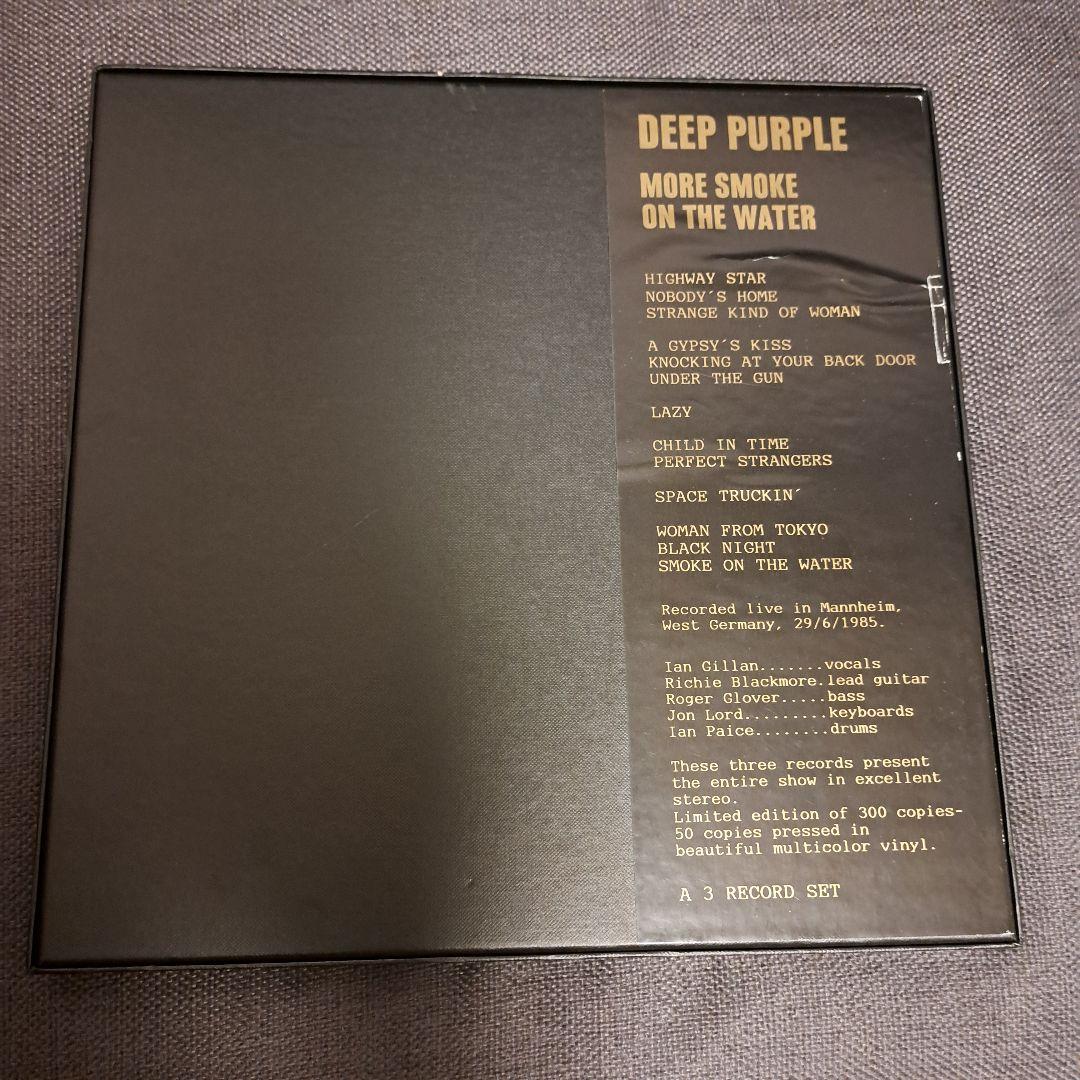 DEEP PURPLE
MORE SMOKE
ON THE WATER
HIGHWAY STAR
NOBODY´S HOME
STRANGE KIND OF WOMAN
A GYPSY´S KISS
KNOCKING AT YOUR BACK DOOR
UNDER THE GUN
LAZY
CHILD IN TIME
PERFECT STRANGERS
SPACE TRUCKIN´
WOMAN FROM TOKYO
BLACK NIGHT
SMOKE ON THE WATER
Recorded live in Mannheim,
West Germany, 29/6/1985.
Ian Gillan.......vocals
Richie Blackmore.lead guitar
Roger Glover.....bass
Jon Lord.........keyboards
Ian Paice........drums
These three records present
the entire show in excellent
stereo.
Limited edition of 300 copies-
50 copies pressed in
beautiful multicolor vinyl.
A 3 RECORD SET